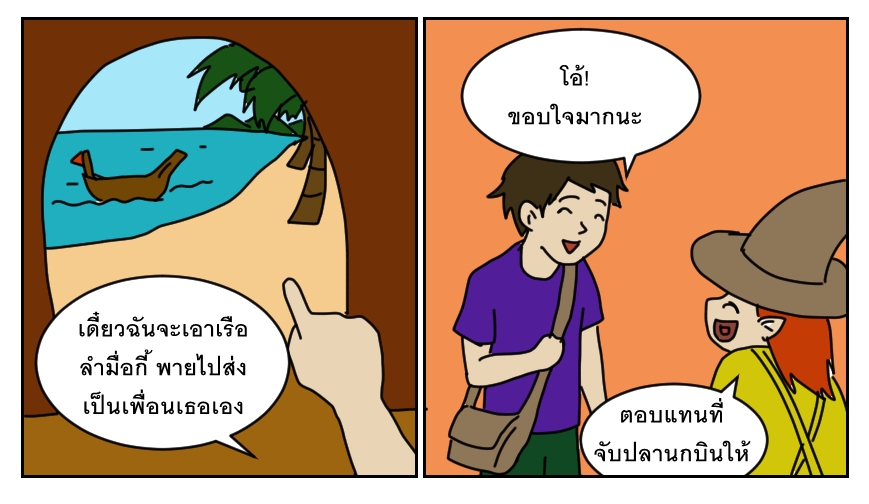 เดี๋ยวฉันจะเอาเรือ
ลำมื่อกี้ พายไปส่ง
เป็นเพื่อนเธอเอง
โอ้!
ขอบใจมากนะ
ตอบแทนที่
จับปลานกบินให้